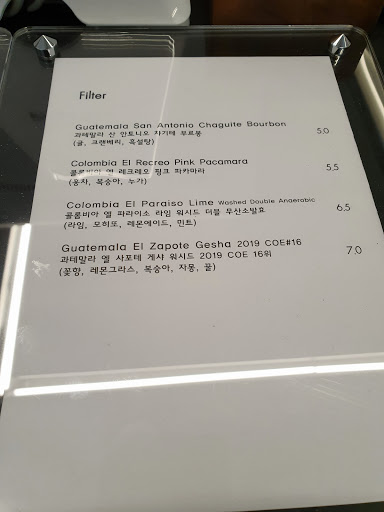 Filter
Guatemala San Antonio Chaguite Bourbon 5.0
과테말라 산 안토니오 차기테 부르봉
(귤, 크랜베리, 흑설탕)
Colombia El Recreo Pink Pacamara 5.5
콜롬비아 엘 레크레오 핑크 파카마라
(유자, 복숭아, 누가)
Colombia El Paraiso Lime Washed Double Anaerobic 6.5
콜롬비아 엘 파라이소 라임 워시드 더블 무산소발효
(라임, 모히또, 레몬에이드, 민트)
Guatemala El Zapote Gesha 2019 COE#16 7.0
과테말라 엘 사포테 게샤 워시드 2019 COE 16위
(꽃향, 레몬그라스, 복숭아, 자몽, 꿀)